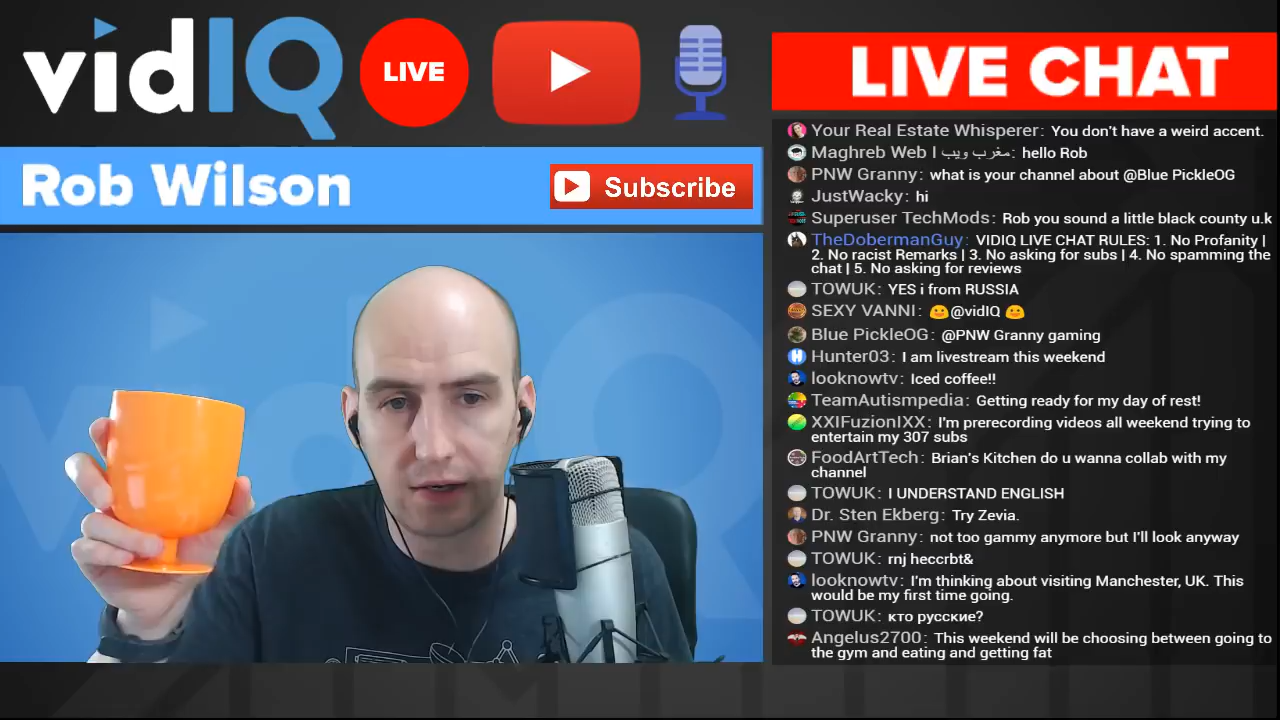 vidIQ
LIVE
Rob Wilson
Subscribe
LIVE CHAT
Your Real Estate Whisperer: You don't have a weird accent.
Maghreb Web | مغرب ويب: hello Rob
PNW Granny: what is your channel about @Blue PickleOG
JustWacky: hi
Superuser TechMods: Rob you sound a little black county u.k
TheDobermanGuy: VIDIQ LIVE CHAT RULES: 1. No Profanity |
2. No racist Remarks | 3. No asking for subs | 4. No spamming the
chat | 5. No asking for reviews
TOWUK: YES i from RUSSIA
SEXY VANNI: @vidIQ
Blue PickleOG: @PNW Granny gaming
Hunter03: I am livestream this weekend
looknowtv: Iced coffee!!
TeamAutismpedia: Getting ready for my day of rest!
XXIFuzionIXX: I'm prerecording videos all weekend trying to
entertain my 307 subs
FoodArtTech: Brian's Kitchen do u wanna collab with my
channel
TOWUK: I UNDERSTAND ENGLISH
Dr. Sten Ekberg: Try Zevia.
PNW Granny: not too gammy anymore but I'll look anyway
TOWUK: rnj heccrbt&
looknowtv: I'm thinking about visiting Manchester, UK. This
would be my first time going.
TOWUK: кто русские?
Angelus2700: This weekend will be choosing between going to
the gym and eating and getting fat